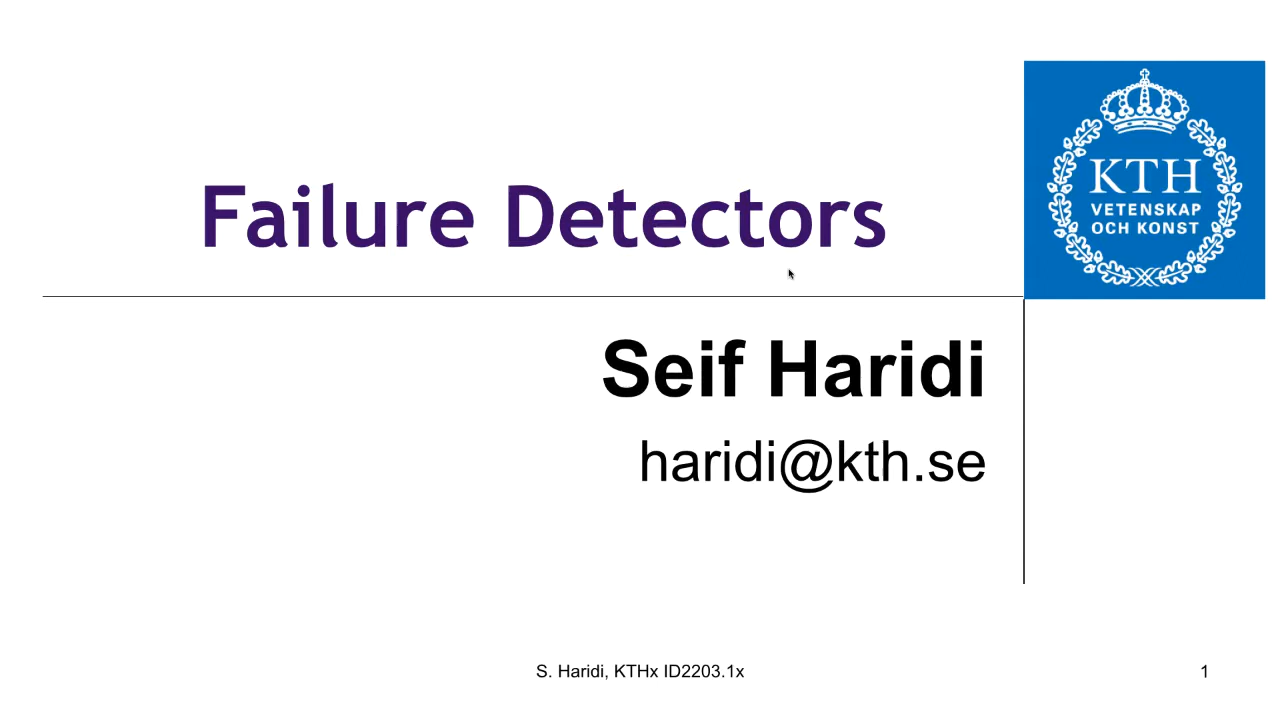 Failure Detectors
KTH
VETENSKAP
OCH KONST
Seif Haridi
haridi@kth.se
S. Haridi, KTHx ID2203.1x
1